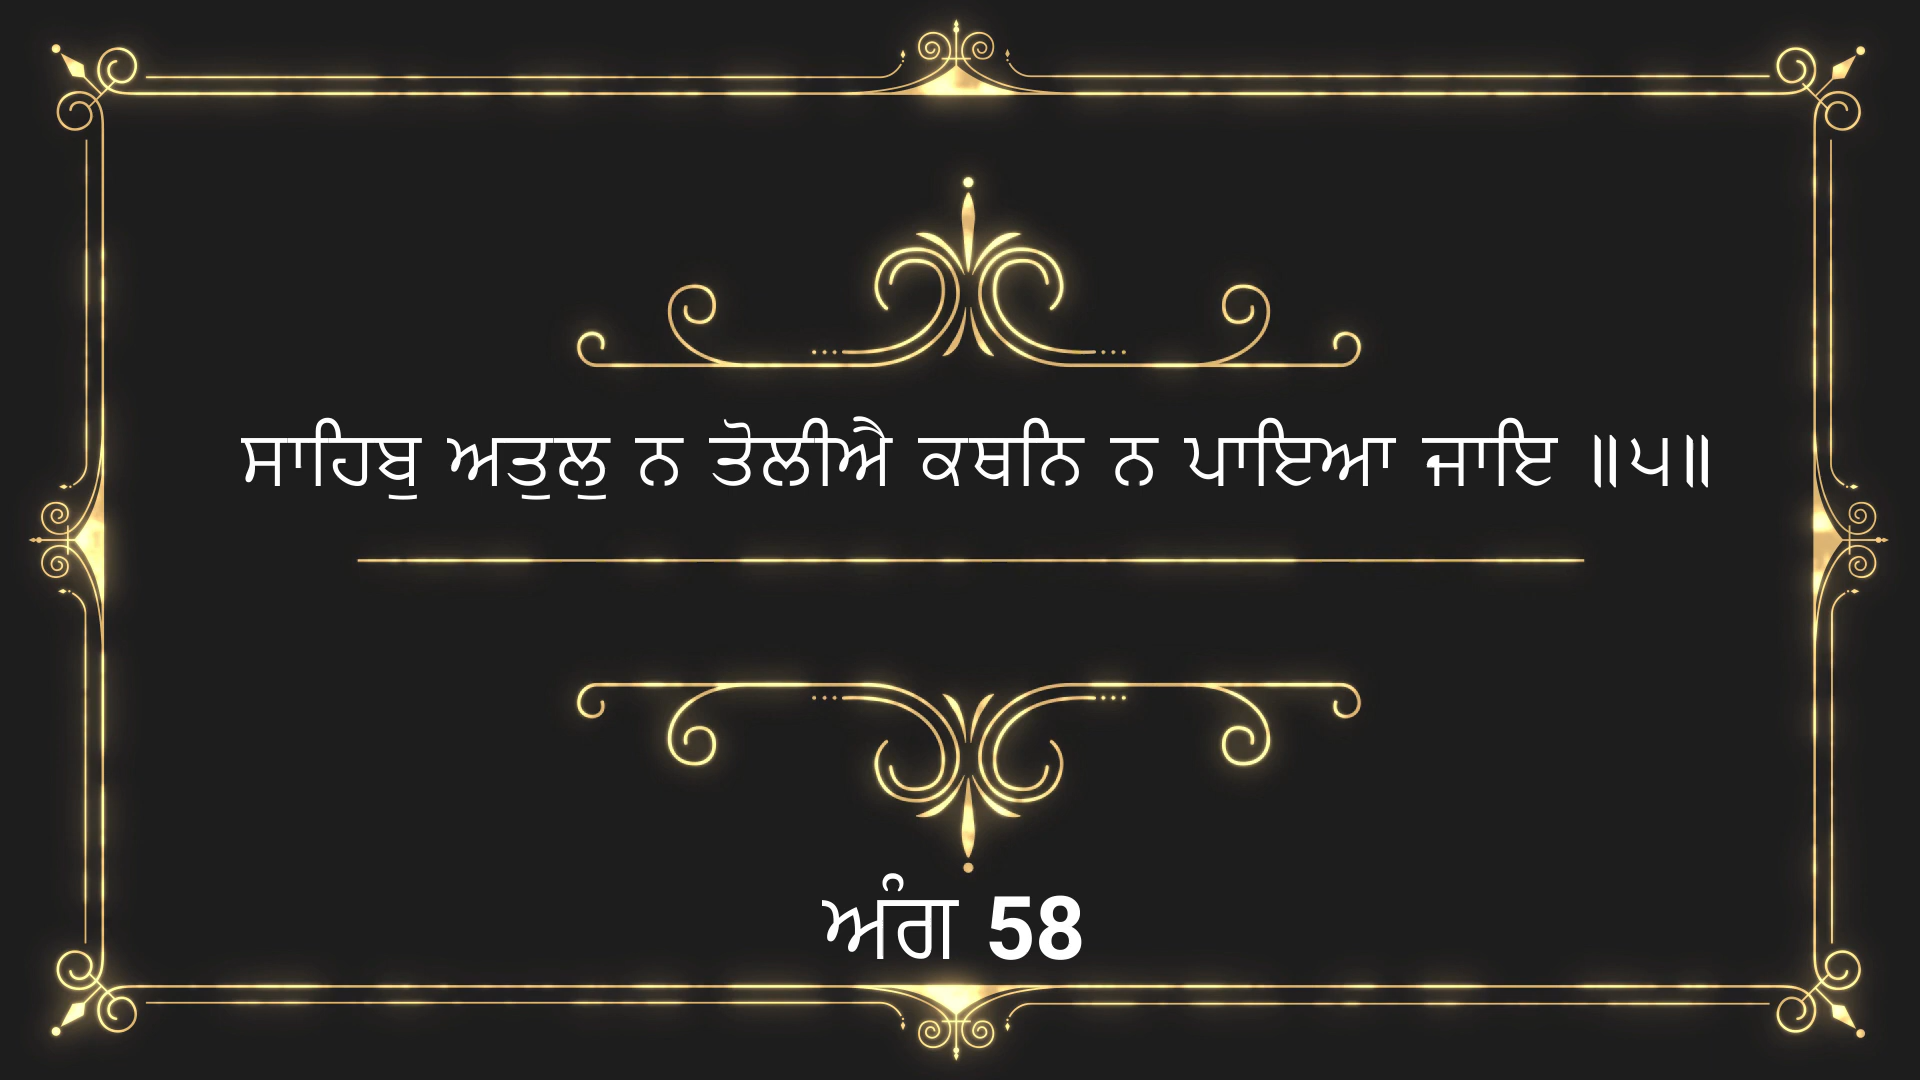 ਸਾਹਿਬੁ ਅਤੁਲੁ ਨ ਤੋਲੀਐ ਕਥਨਿ ਨ ਪਾਇਆ ਜਾਇ ॥੫॥
ਅੰਗ 58